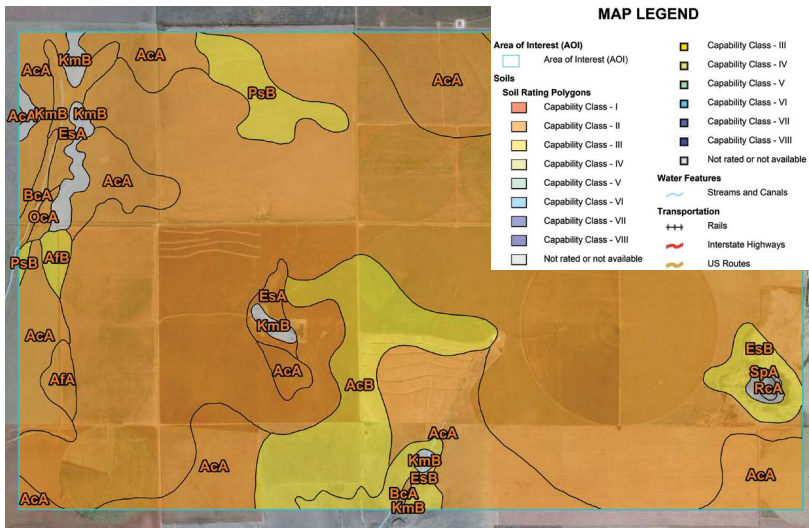 MAP LEGEND
Area of Interest (AOI)
Area of Interest (AOI)
Soils
Soil Rating Polygons
Capability Class - I
Capability Class - II
Capability Class - III
Capability Class - IV
Capability Class - V
Capability Class - VI
Capability Class - VII
Capability Class - VIII
Not rated or not available
Capability Class - III
Capability Class - IV
Capability Class - V
Capability Class - VI
Capability Class - VII
Capability Class - VIII
Not rated or not available
Water Features
Streams and Canals
Transportation
Rails
Interstate Highways
US Routes
KmB
AcA
AcA
AcA
PsB
AcA
KmB
KmB
EsA
AcA
BcA
OcA
PsB
AfB
EsA
KmB
AcA
EsB
AfA
AcA
AcB
SpA
RcA
AcA
AcA
KmB
EsB
AcA
AcA
BcA
KmB